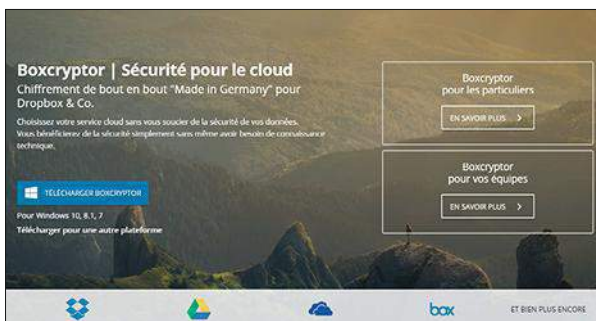 Boxcryptor | Sécurité pour le cloud
Chiffrement de bout en bout "Made in Germany" pour
Dropbox & Co.
Choisissez votre service cloud sans vous soucier de la sécurité de vos données.
Vous bénéficierez de la sécurité simplement sans même avoir besoin de connaissance
technique.
TÉLÉCHARGER BOXCRYPTOR
Pour Windows 10, 8.1, 7
Télécharger pour une autre plateforme
Boxcryptor
pour les particuliers
EN SAVOIR PLUS >
Boxcryptor
pour vos équipes
EN SAVOIR PLUS >
box
ET BIEN PLUS ENCORE